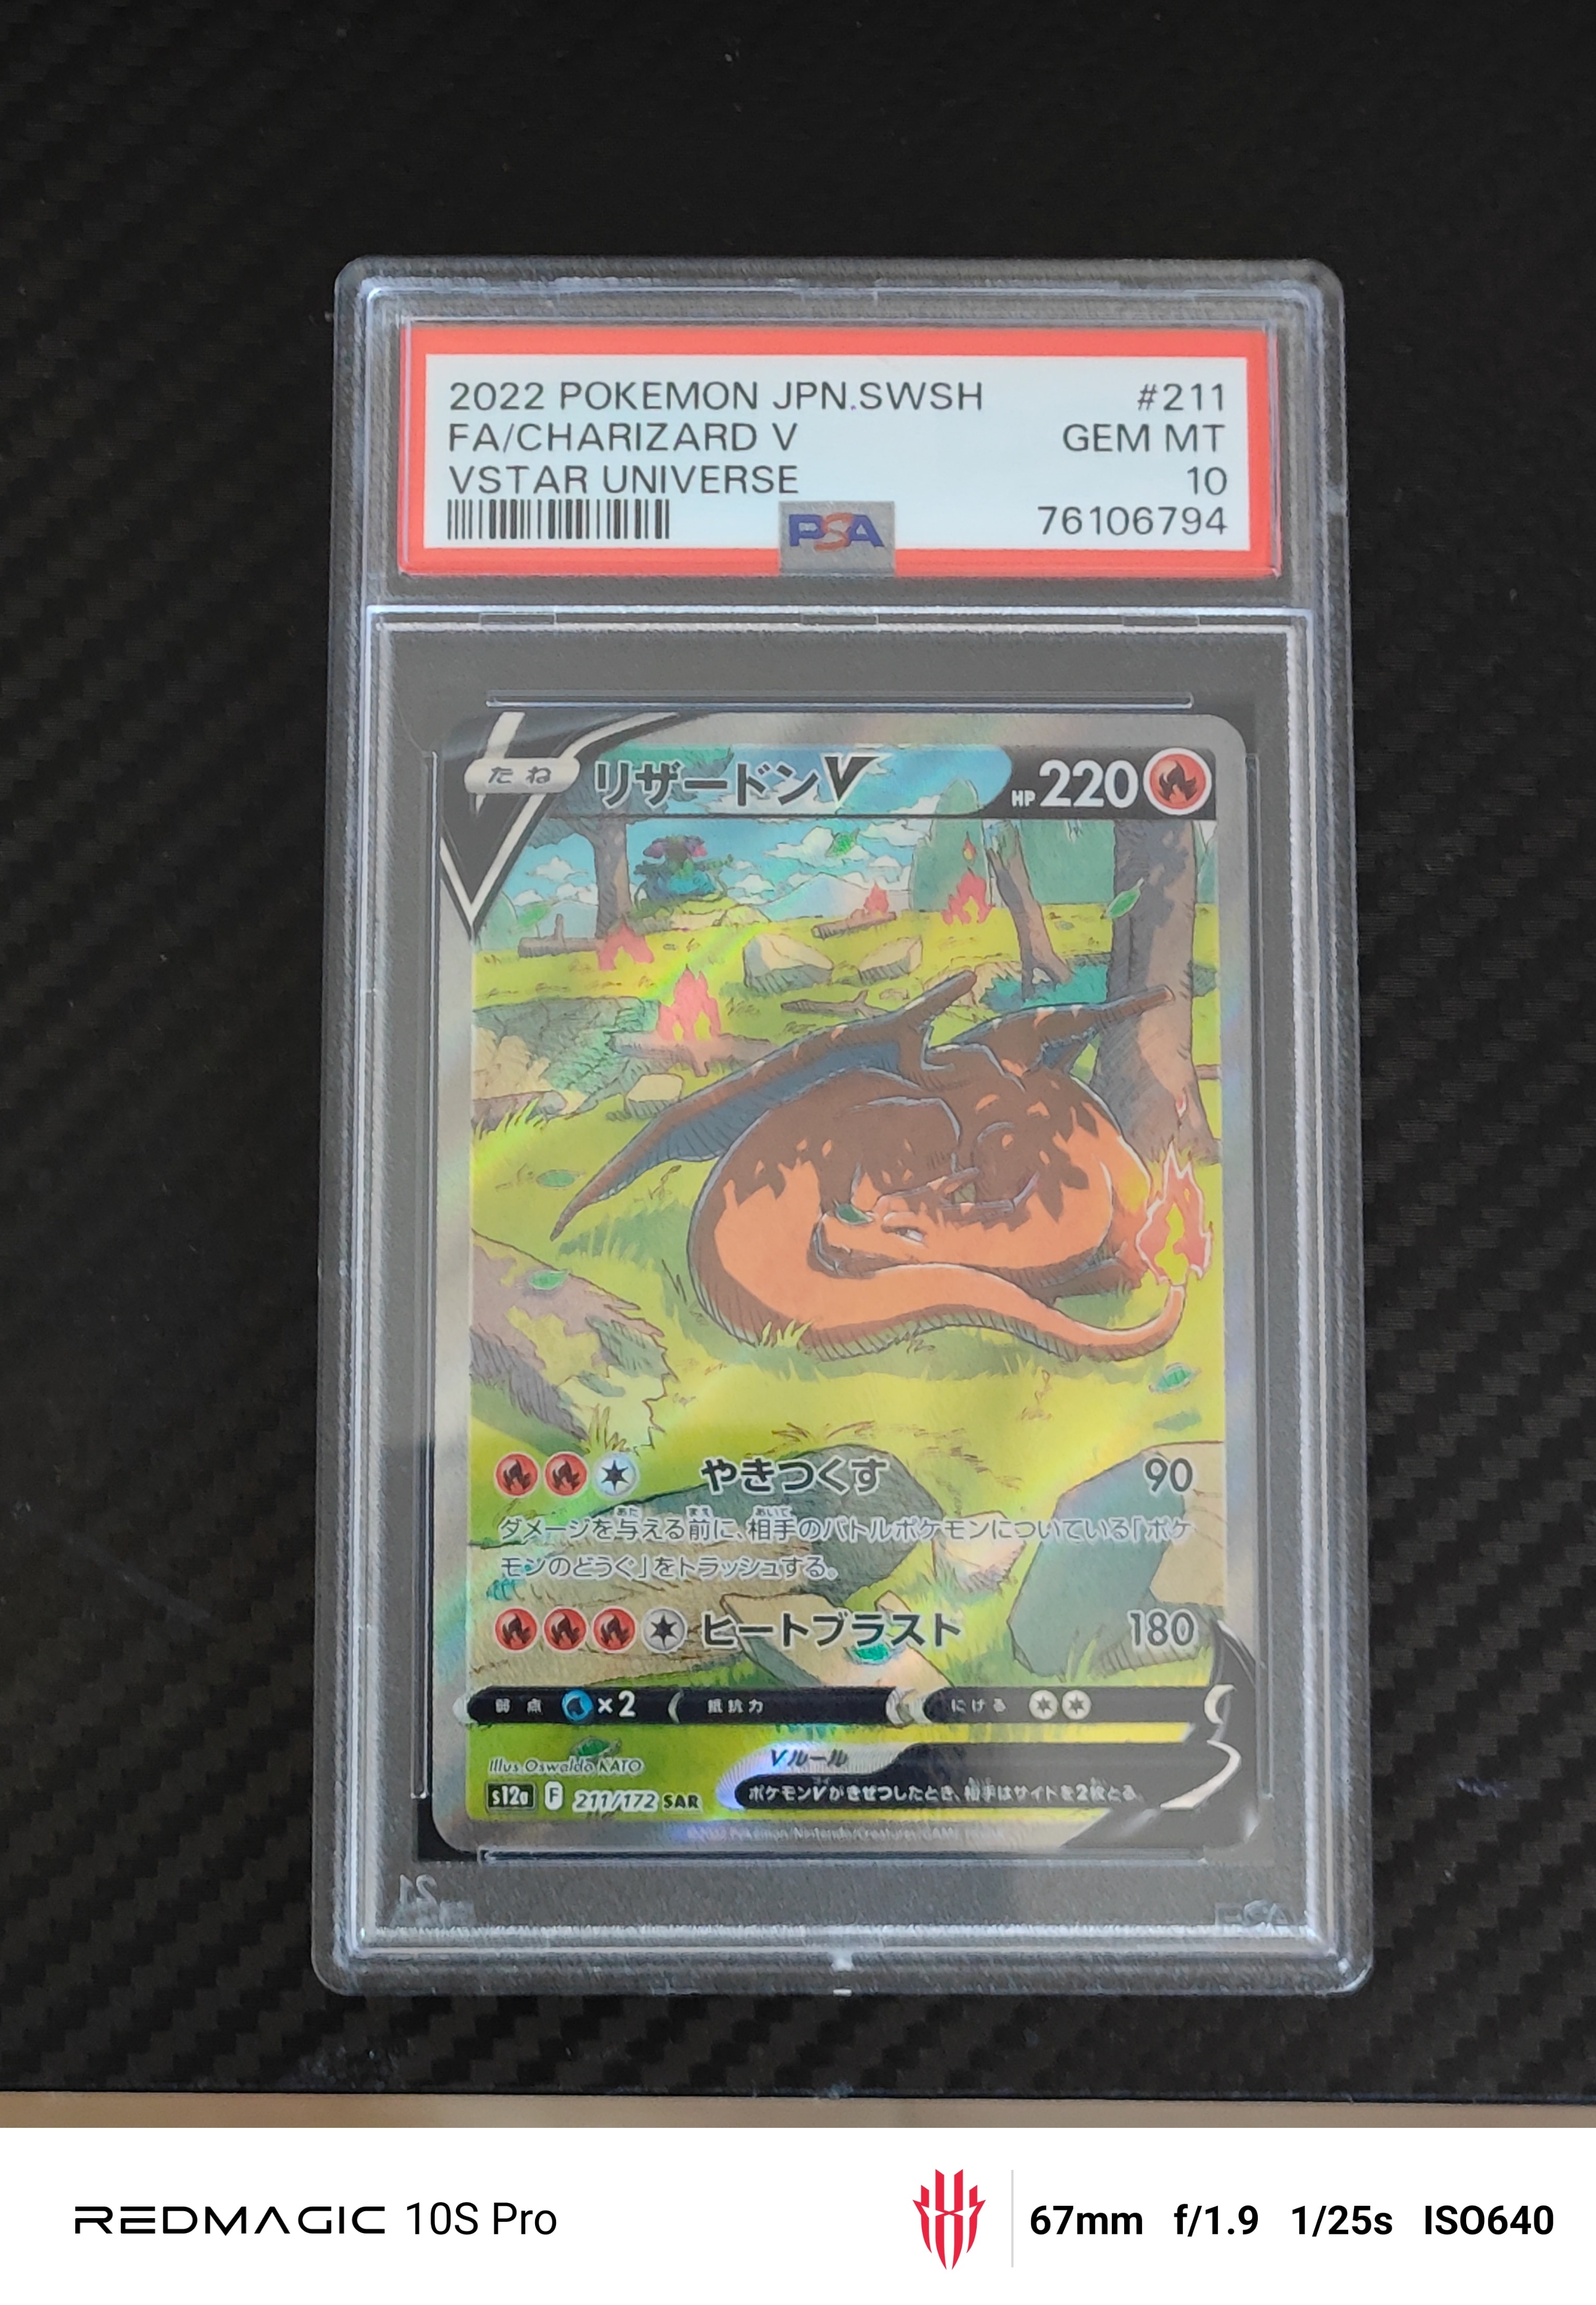 2022 POKEMON JPN.SWSH #211
FA/CHARIZARD V GEM MT
VSTAR UNIVERSE 10
PSA 76106794
たね リザードンV HP 220
やきつくす 90
ダメージを与える前に、相手のバトルポケモンについている「ポケ
モンのどうぐ」をトラッシュする。
ヒートブラスト 180
弱点 ×2 抵抗力 にげる
Illus. Oswaldo KATO
Vルール
s12a F 211/172 SAR
ポケモンVがきぜつしたとき、相手はサイドを2枚とる。
REDMAGIC 10S Pro 67mm f/1.9 1/25s ISO640